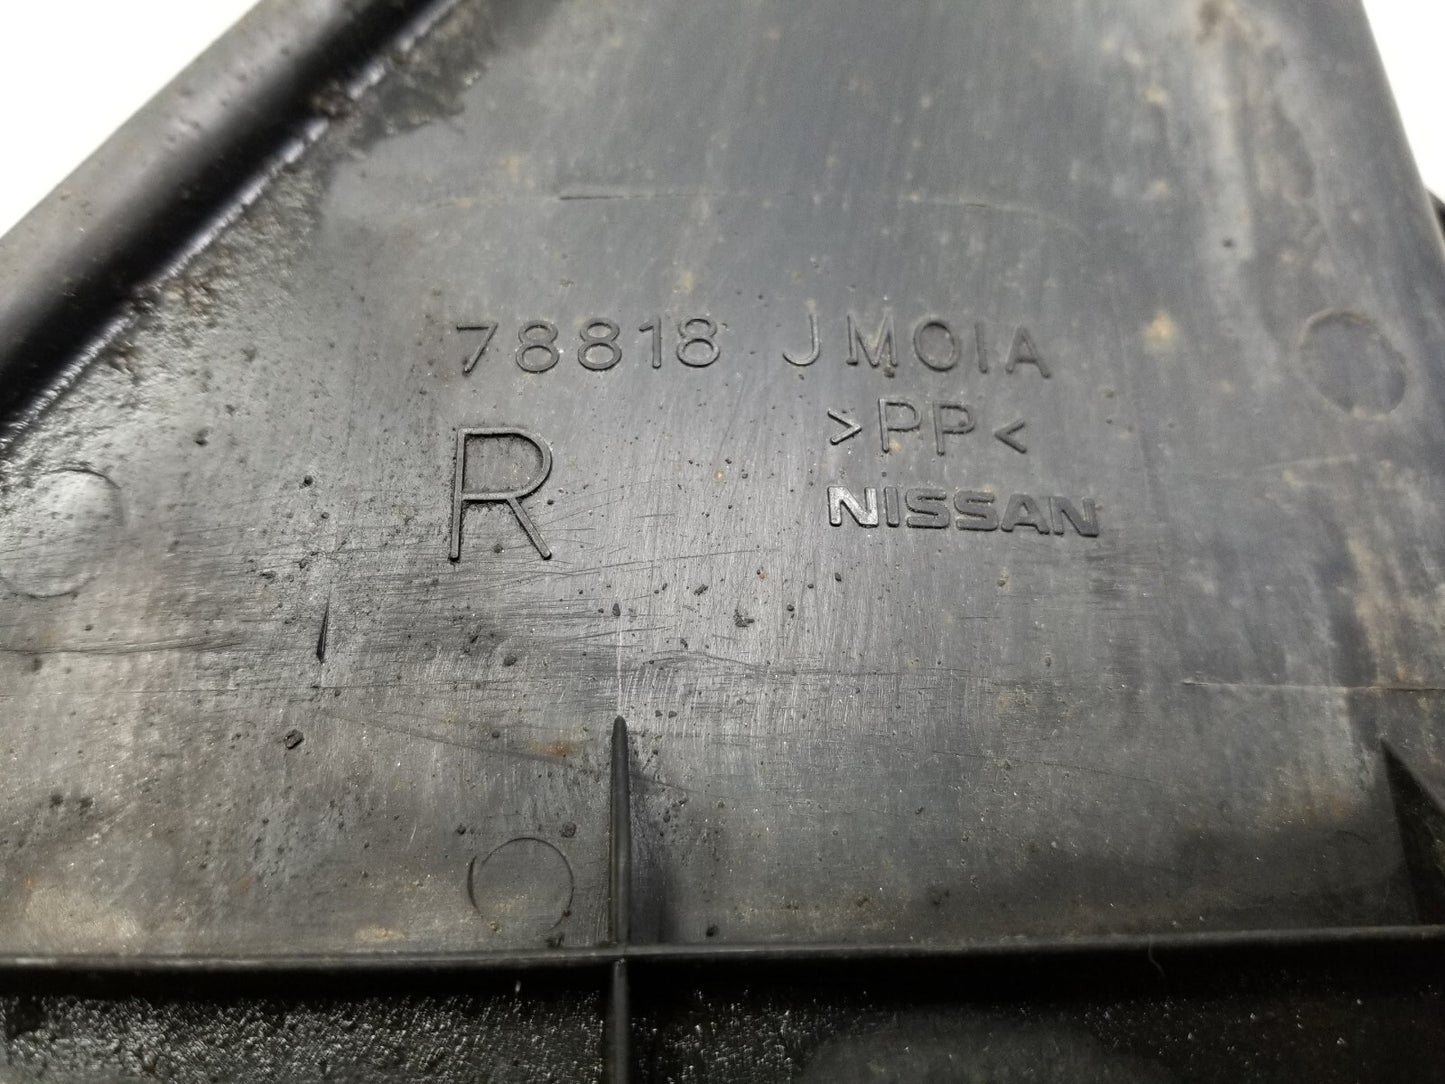 78818 JM01A
>PP<
R
NISSAN